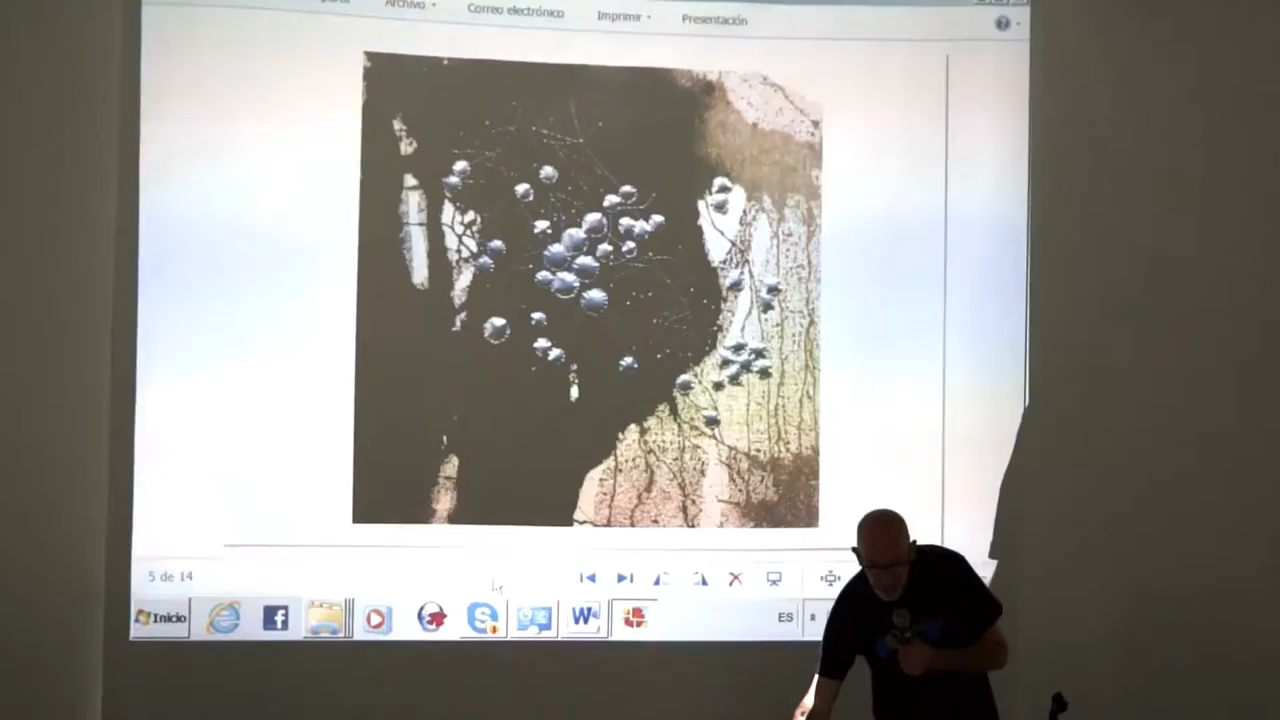 Archivo
Correo electrónico
Imprimir
Presentación
5 de 14
Inicio
ES